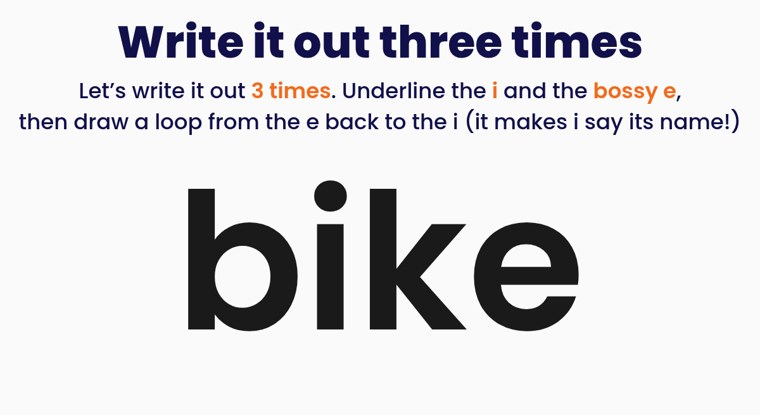 Write it out three times
Let’s write it out 3 times. Underline the i and the bossy e,
then draw a loop from the e back to the i (it makes i say its name!)
bike